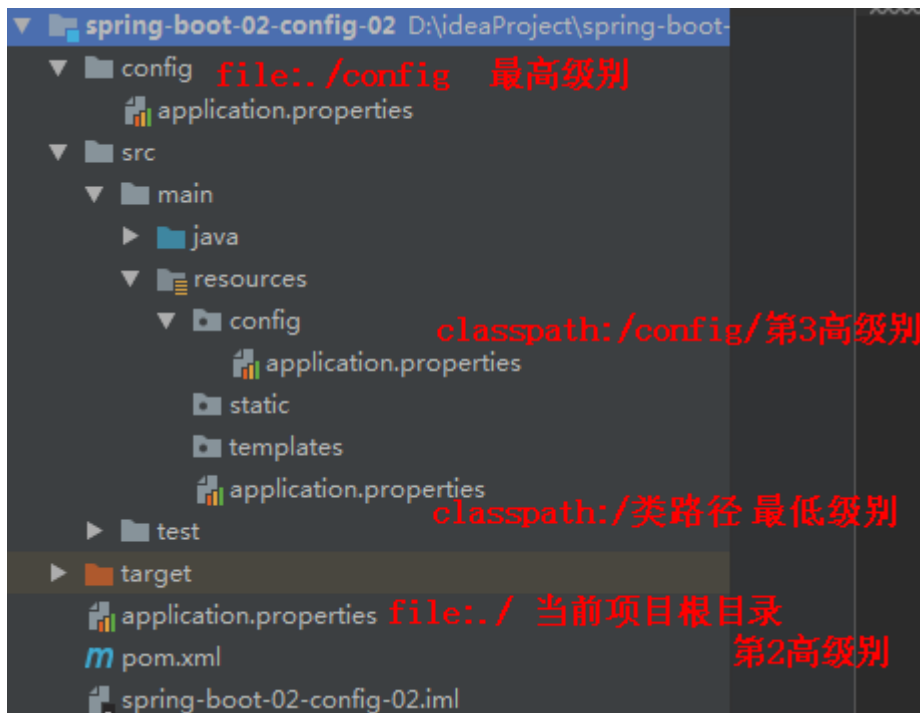 spring-boot-02-config-02 D:\ideaProject\spring-boot-
config file:./config 最高级别
application.properties
src
main
java
resources
config
classpath:/config/第3高级别
application.properties
static
templates
application.properties
classpath:/类路径 最低级别
test
target
application.properties file:./ 当前项目根目录
第2高级别
pom.xml
spring-boot-02-config-02.iml